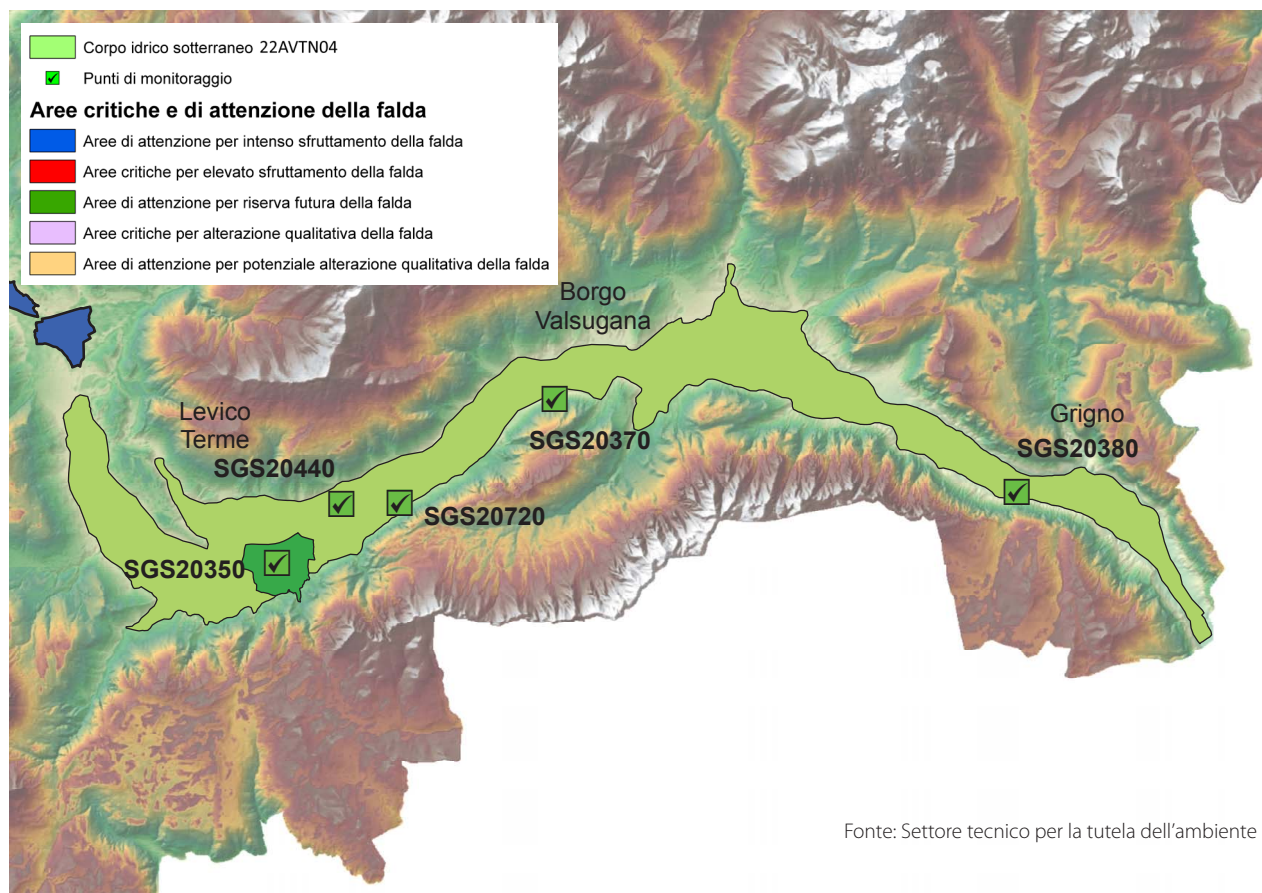 Corpo idrico sotterraneo 22AVTN04
Punti di monitoraggio
Aree critiche e di attenzione della falda
Aree di attenzione per intenso sfruttamento della falda
Aree critiche per elevato sfruttamento della falda
Aree di attenzione per riserva futura della falda
Aree critiche per alterazione qualitativa della falda
Aree di attenzione per potenziale alterazione qualitativa della falda
Borgo
Valsugana
Levico
Terme
SGS20440
SGS20370
Grigno
SGS20380
SGS20720
SGS20350
Fonte: Settore tecnico per la tutela dell'ambiente